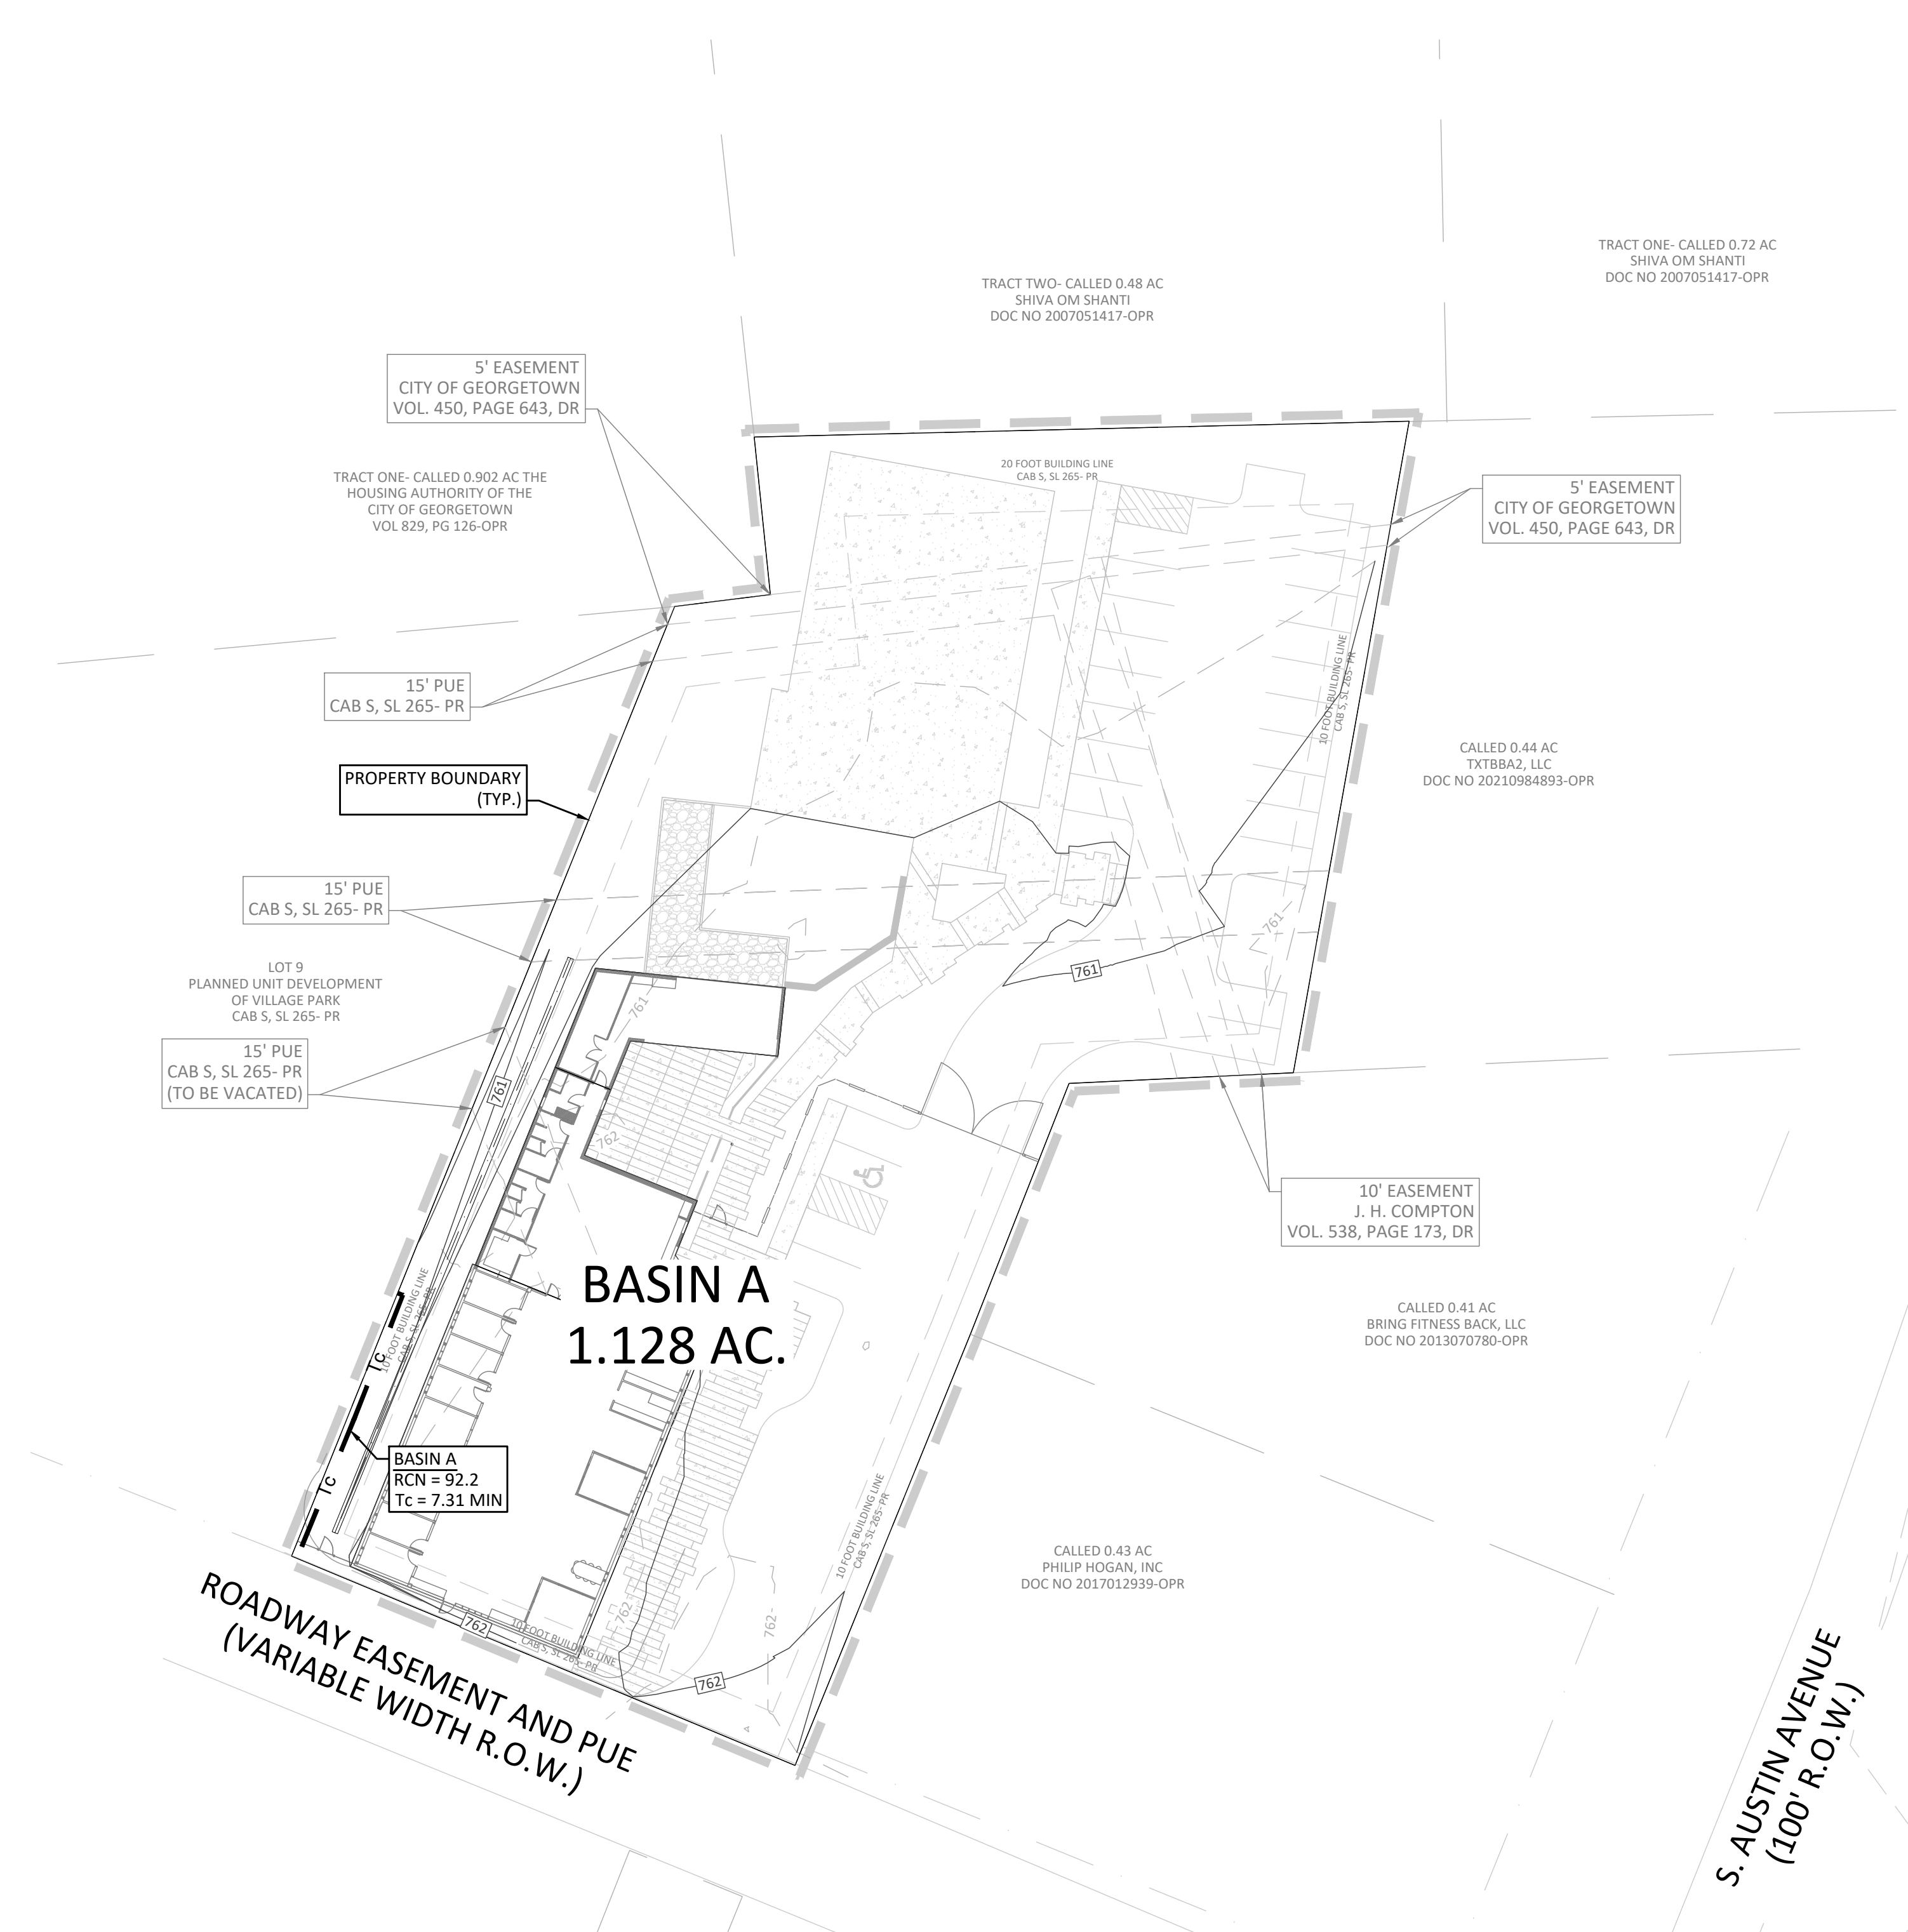 TRACT ONE- CALLED 0.72 AC
SHIVA OM SHANTI
DOC NO 2007051417-OPR
TRACT TWO- CALLED 0.48 AC
SHIVA OM SHANTI
DOC NO 2007051417-OPR
5' EASEMENT
CITY OF GEORGETOWN
VOL. 450, PAGE 643, DR
TRACT ONE- CALLED 0.902 AC THE
HOUSING AUTHORITY OF THE
CITY OF GEORGETOWN
VOL 829, PG 126-OPR
20 FOOT BUILDING LINE
CAB S, SL 265- PR
5' EASEMENT
CITY OF GEORGETOWN
VOL. 450, PAGE 643, DR
15' PUE
CAB S, SL 265- PR
10 FOOT BUILDING LINE
CAB S, SL 265- PR
PROPERTY BOUNDARY
(TYP.)
CALLED 0.44 AC
TXTBBA2, LLC
DOC NO 20210984893-OPR
15' PUE
CAB S, SL 265- PR
761
761
LOT 9
PLANNED UNIT DEVELOPMENT
OF VILLAGE PARK
CAB S, SL 265- PR
761
15' PUE
CAB S, SL 265- PR
(TO BE VACATED)
761
762
10' EASEMENT
J. H. COMPTON
VOL. 538, PAGE 173, DR
BASIN A
1.128 AC.
10 FOOT BUILDING LINE
CAB S, SL 265- PR
Tc
CALLED 0.41 AC
BRING FITNESS BACK, LLC
DOC NO 2013070780-OPR
BASIN A
RCN = 92.2
Tc = 7.31 MIN
Tc
10 FOOT BUILDING LINE
CAB S, SL 265- PR
CALLED 0.43 AC
PHILIP HOGAN, INC
DOC NO 2017012939-OPR
762
762
762
10 FOOT BUILDING LINE
CAB S, SL 265- PR
762
ROADWAY EASEMENT AND PUE
(VARIABLE WIDTH R.O.W.)
S. AUSTIN AVENUE
(100' R.O.W.)